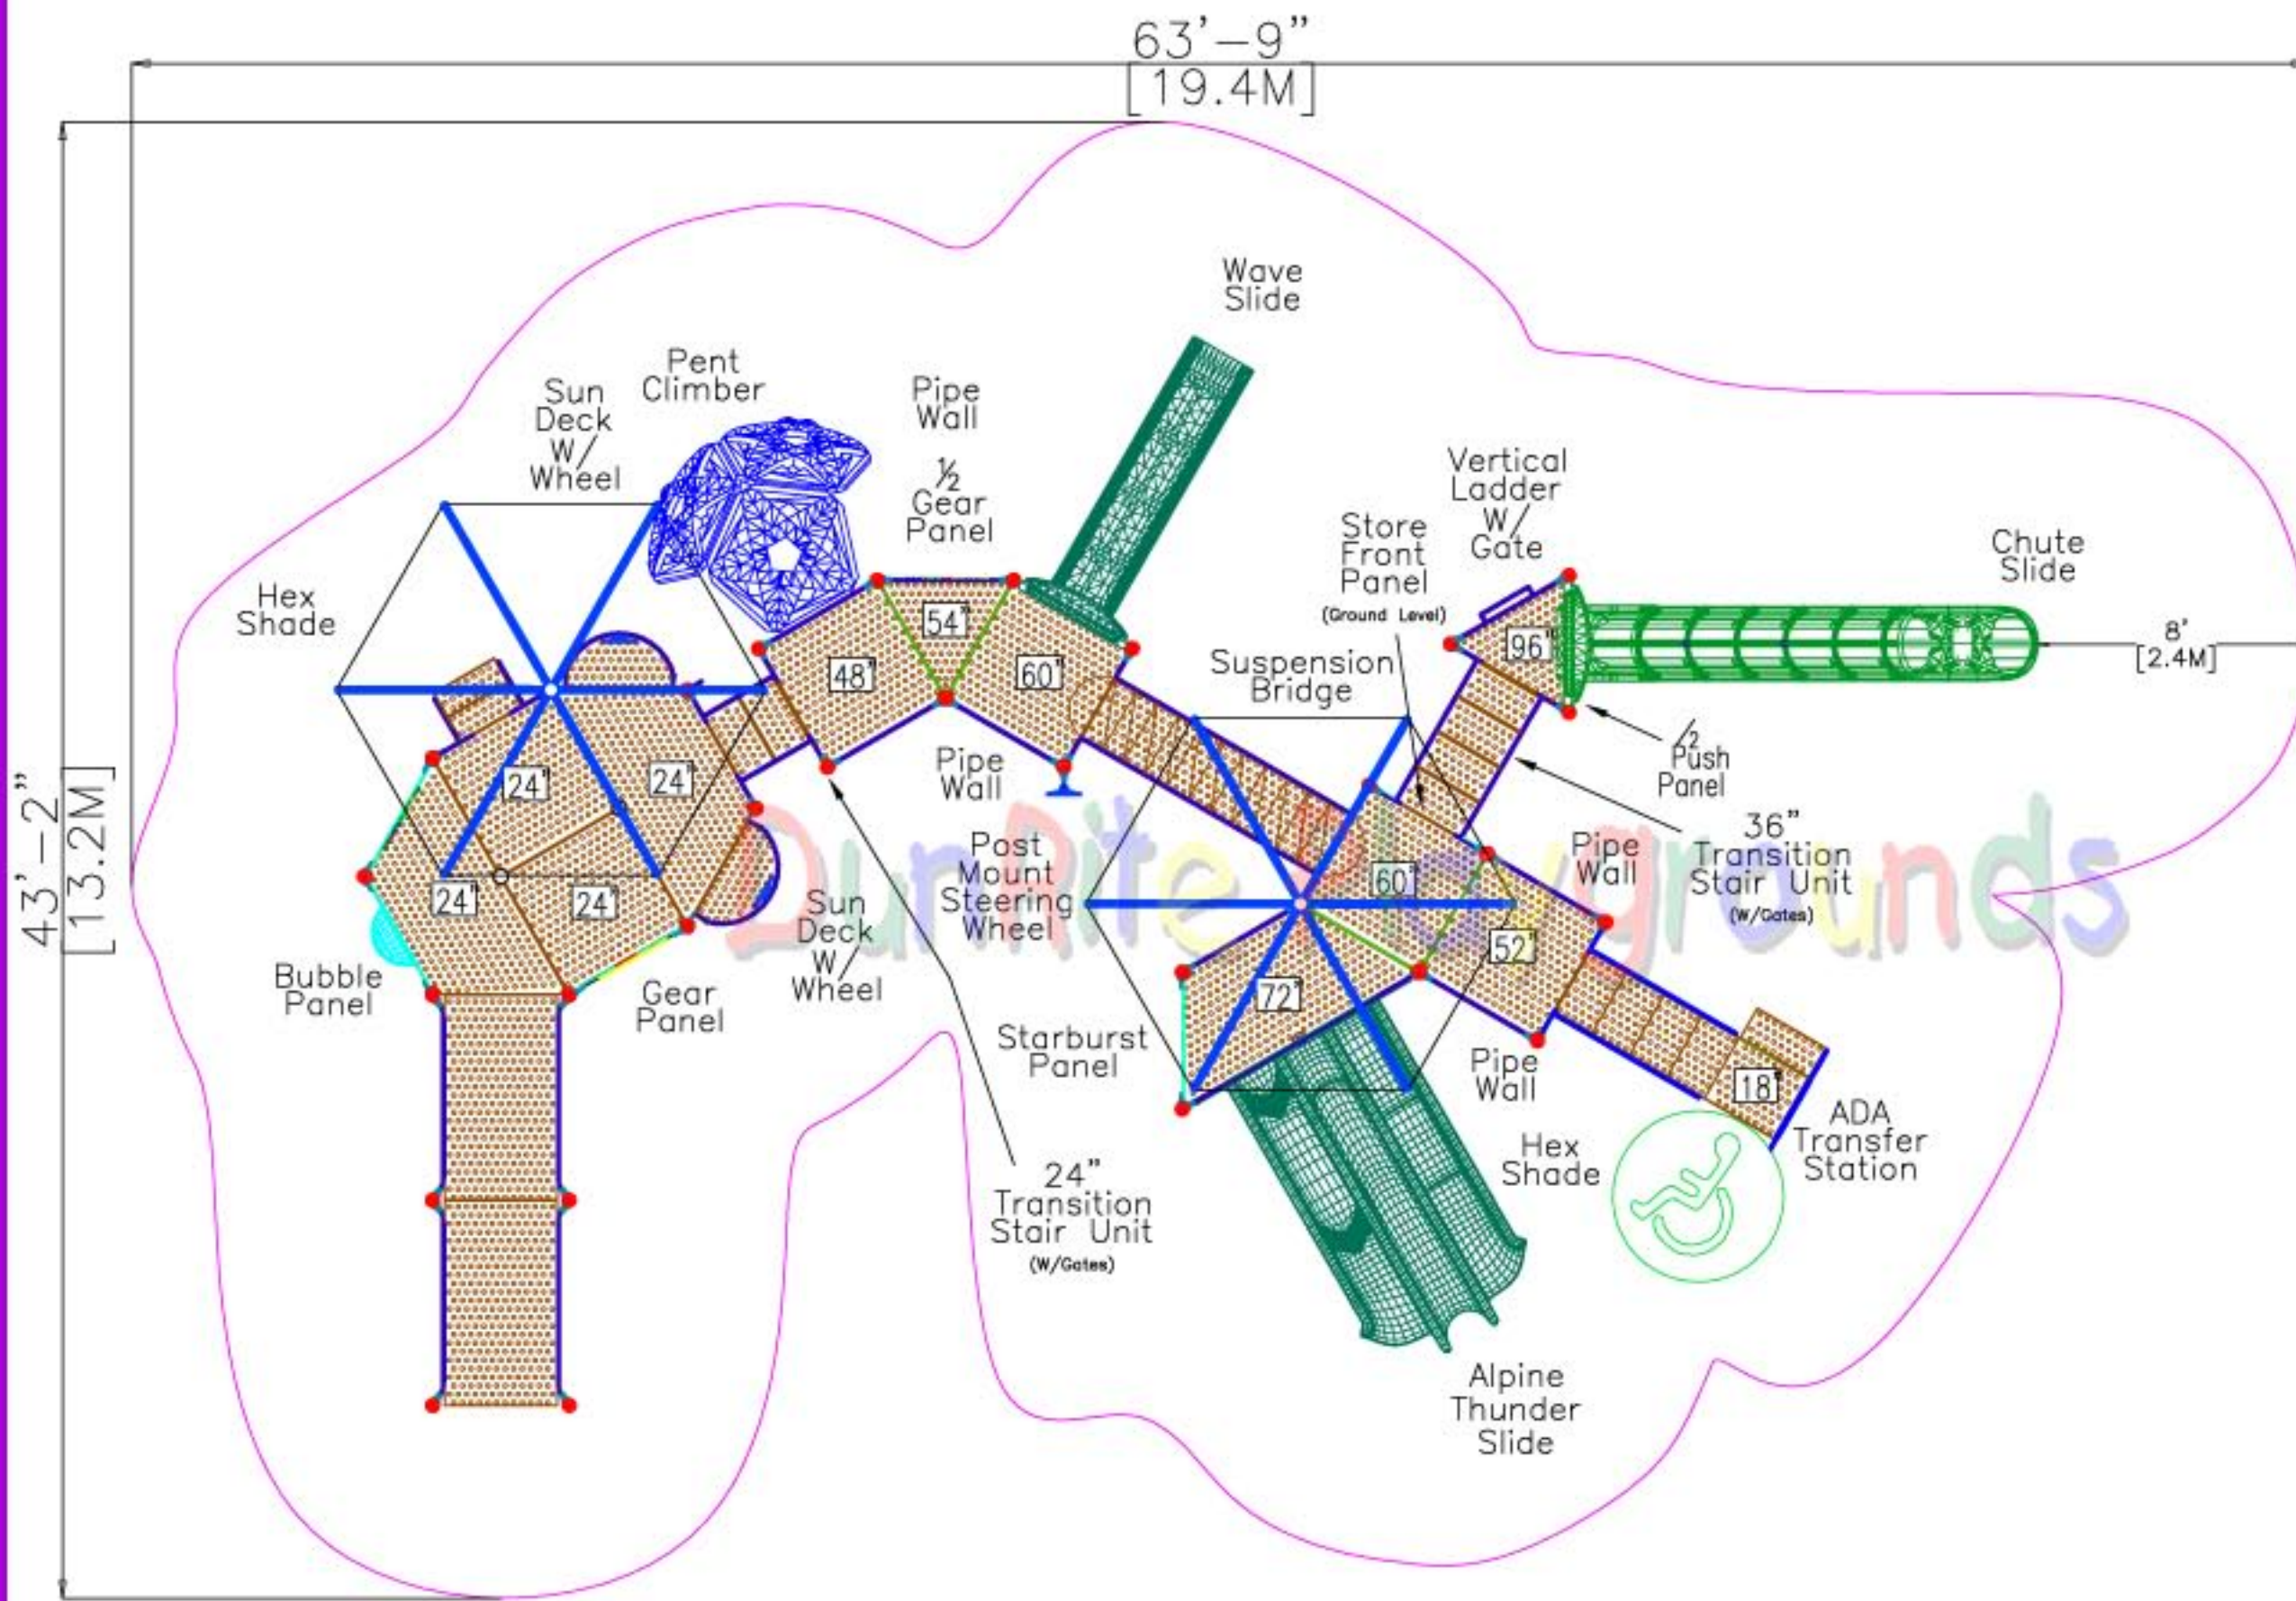 63'-9"
[19.4M]
43'-2"
[13.2M]
Wave
Slide
Pent
Climber
Sun
Deck
W/
Wheel
Pipe
Wall
½
Gear
Panel
Vertical
Ladder
W/
Gate
Store
Front
Panel
(Ground Level)
Chute
Slide
Hex
Shade
8'
[2.4M]
54"
48"
60"
96"
Suspension
Bridge
½
Push
Panel
24"
24"
24"
24"
Pipe
Wall
36"
Transition
Stair Unit
(W/Gates)
Pipe
Wall
Post
Mount
Steering
Wheel
DunRite Playgrounds
60"
52"
72"
18"
Sun
Deck
W/
Wheel
Bubble
Panel
Gear
Panel
Starburst
Panel
Pipe
Wall
Hex
Shade
ADA
Transfer
Station
24"
Transition
Stair Unit
(W/Gates)
Alpine
Thunder
Slide